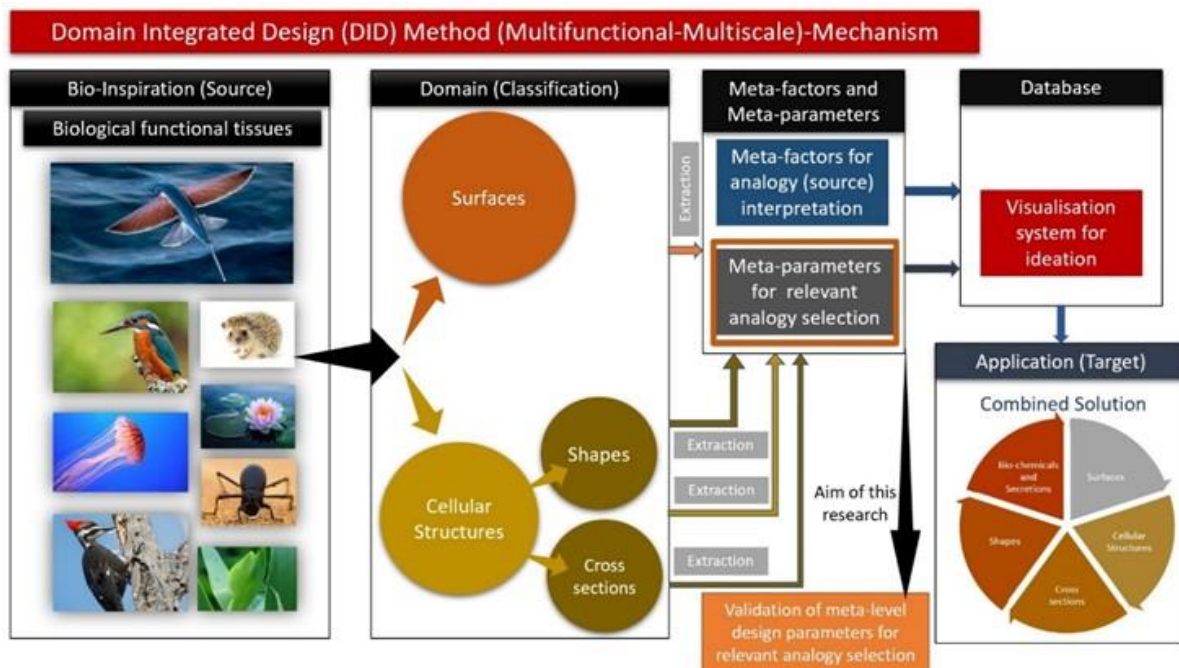 Domain Integrated Design (DID) Method (Multifunctional-Multiscale)-Mechanism
Bio-Inspiration (Source)
Biological functional tissues
Domain (Classification)
Surfaces
Cellular
Structures
Shapes
Cross
sections
Extraction
Extraction
Extraction
Extraction
Meta-factors and
Meta-parameters
Meta-factors for
analogy (source)
interpretation
Meta-parameters
for relevant
analogy selection
Aim of this
research
Validation of meta-level
design parameters for
relevant analogy selection
Database
Visualisation
system for
ideation
Application (Target)
Combined Solution
Bio-chemicals
and
Secretions
Surfaces
Shapes
Cellular
Structures
Cross
sections